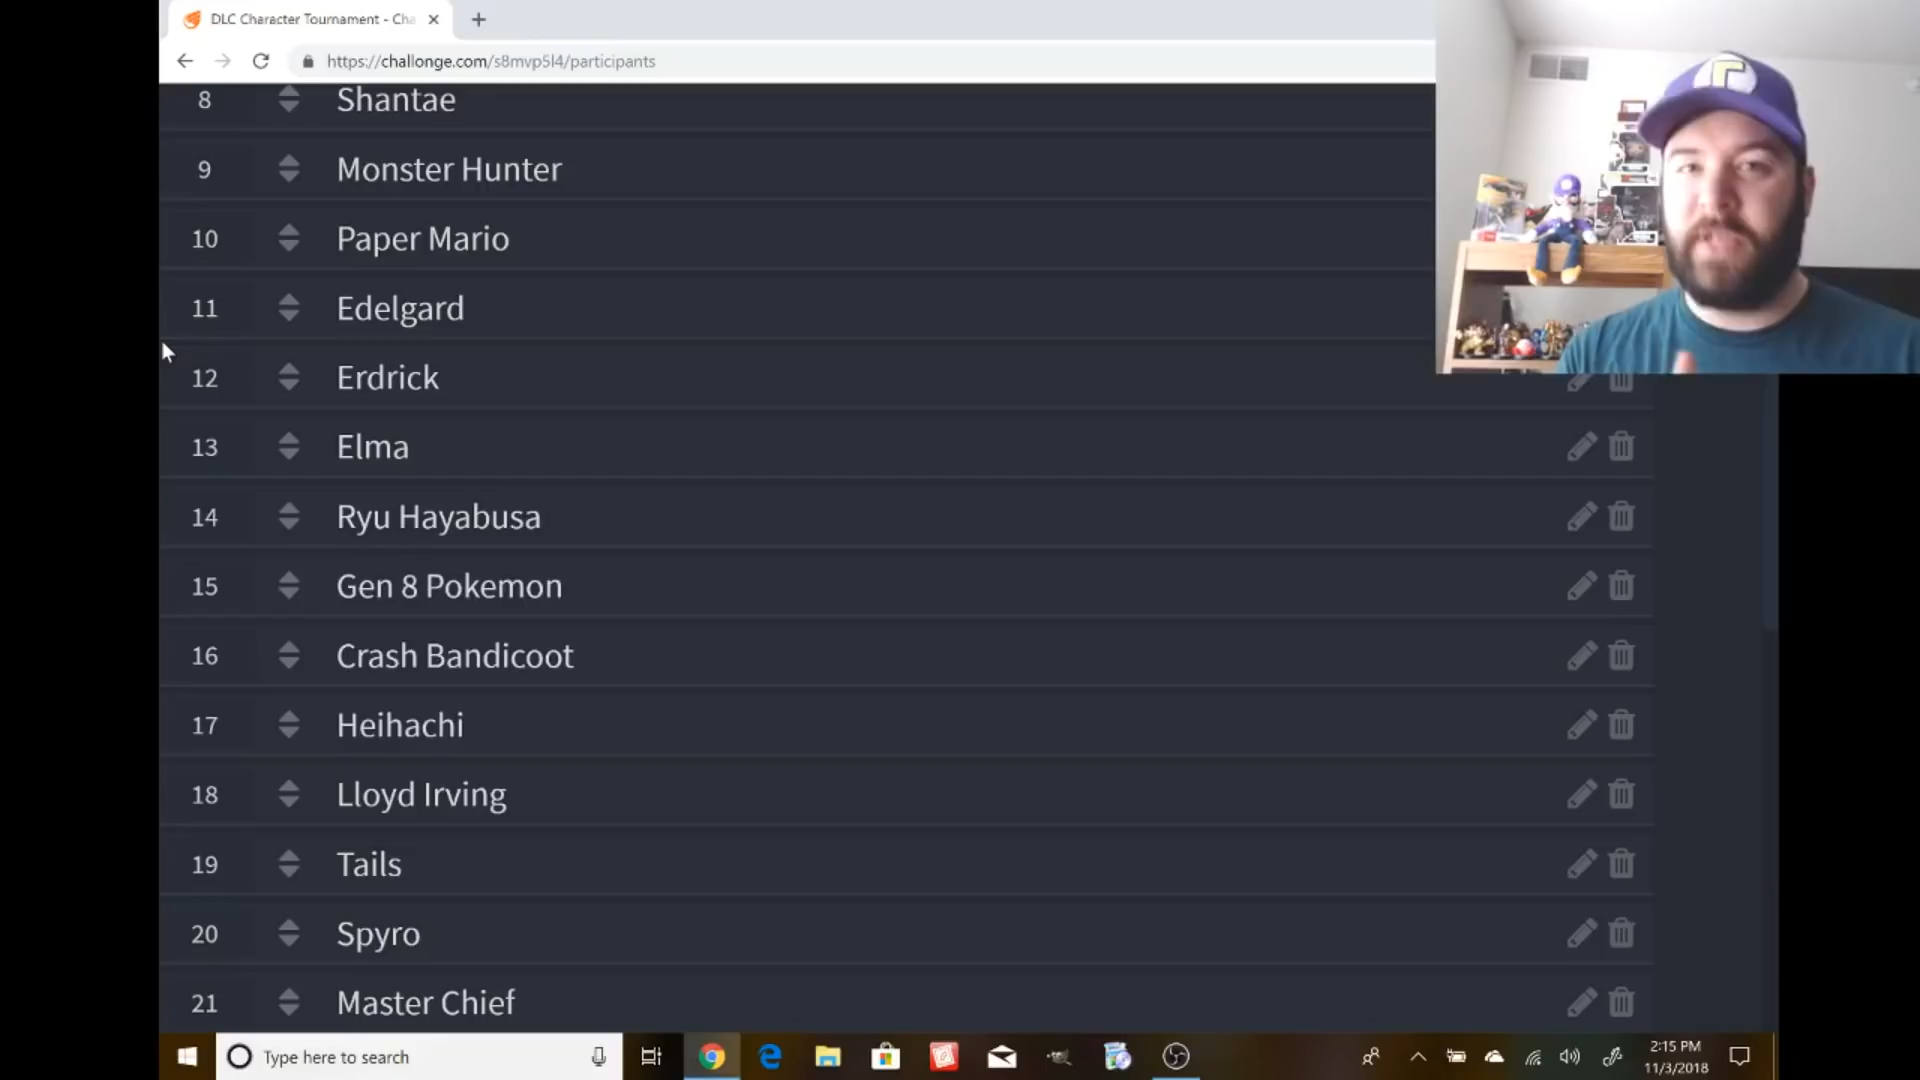 DLC Character Tournament - Cha
https://challonge.com/s8mvp5l4/participants
8 Shantae
9 Monster Hunter
10 Paper Mario
11 Edelgard
12 Erdrick
13 Elma
14 Ryu Hayabusa
15 Gen 8 Pokemon
16 Crash Bandicoot
17 Heihachi
18 Lloyd Irving
19 Tails
20 Spyro
21 Master Chief
Type here to search
2:15 PM
11/3/2018